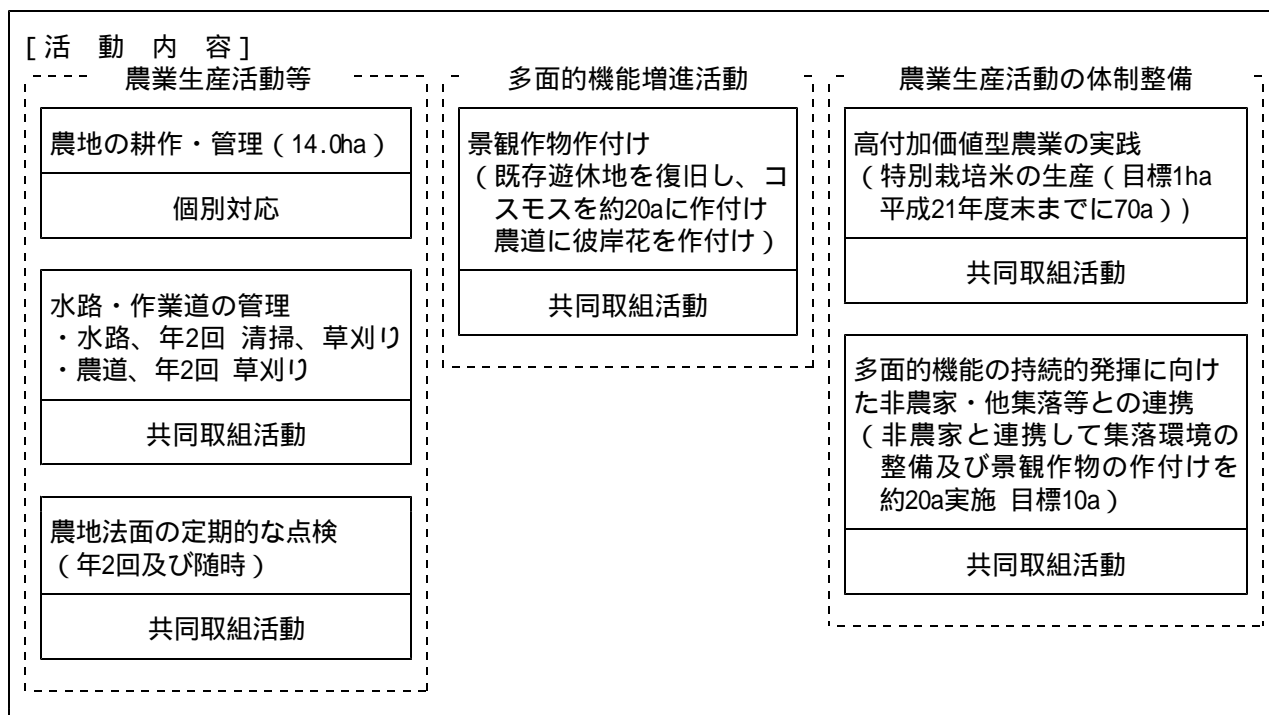 [活 動 内 容]
農業生産活動等
農地の耕作・管理(14.0ha)
個別対応
水路・作業道の管理
・水路、年2回 清掃、草刈り
・農道、年2回 草刈り
共同取組活動
農地法面の定期的な点検
(年2回及び随時)
共同取組活動
多面的機能増進活動
景観作物作付け
(既存遊休地を復旧し、コ
スモスを約20aに作付け
農道に彼岸花を作付け)
共同取組活動
農業生産活動の体制整備
高付加価値型農業の実践
(特別栽培米の生産(目標1ha
平成21年度末までに70a))
共同取組活動
多面的機能の持続的発揮に向け
た非農家・他集落等との連携
(非農家と連携して集落環境の
整備及び景観作物の作付けを
約20a実施 目標10a)
共同取組活動